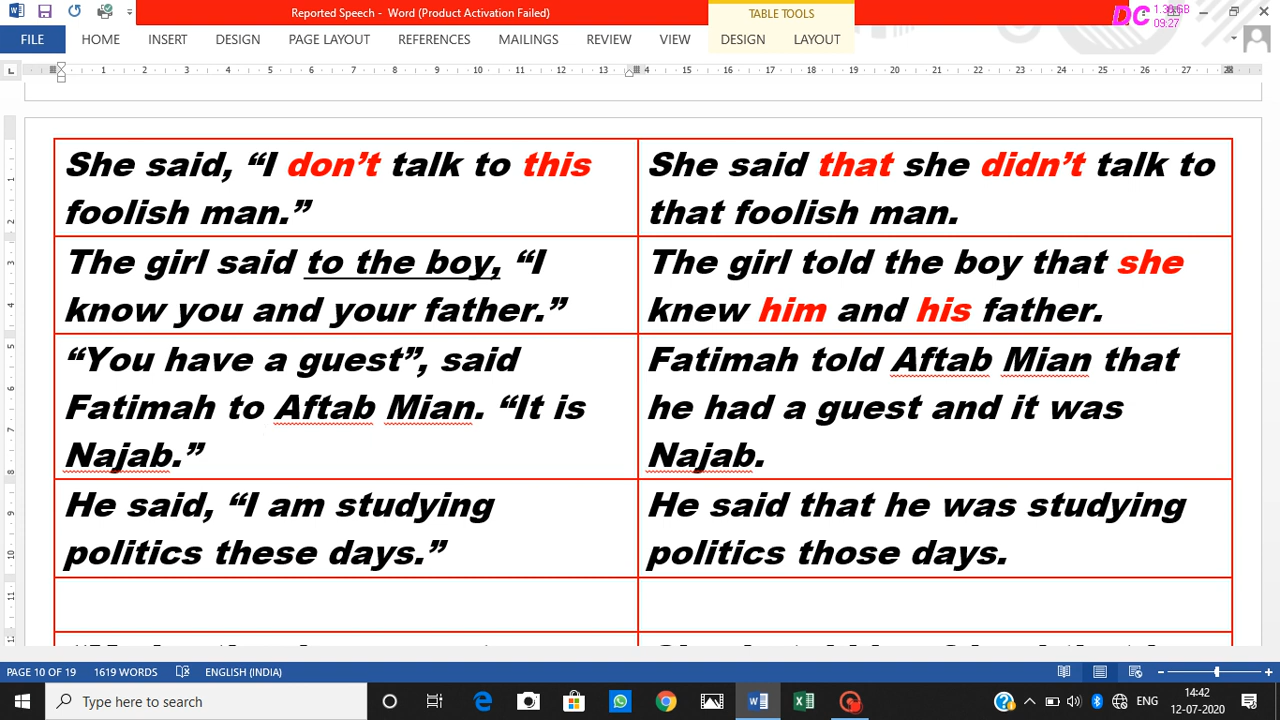 Reported Speech - Word (Product Activation Failed)
TABLE TOOLS
DC
09:27
FILE
HOME
INSERT
DESIGN
PAGE LAYOUT
REFERENCES
MAILINGS
REVIEW
VIEW
DESIGN
LAYOUT
She said, “I don’t talk to this
foolish man.”
She said that she didn’t talk to
that foolish man.
The girl said to the boy, “I
know you and your father.”
The girl told the boy that she
knew him and his father.
“You have a guest”, said
Fatimah to Aftab Mian. “It is
Najab.”
Fatimah told Aftab Mian that
he had a guest and it was
Najab.
He said, “I am studying
politics these days.”
He said that he was studying
politics those days.
PAGE 10 OF 19
1619 WORDS
ENGLISH (INDIA)
Type here to search
ENG
14:42
12-07-2020